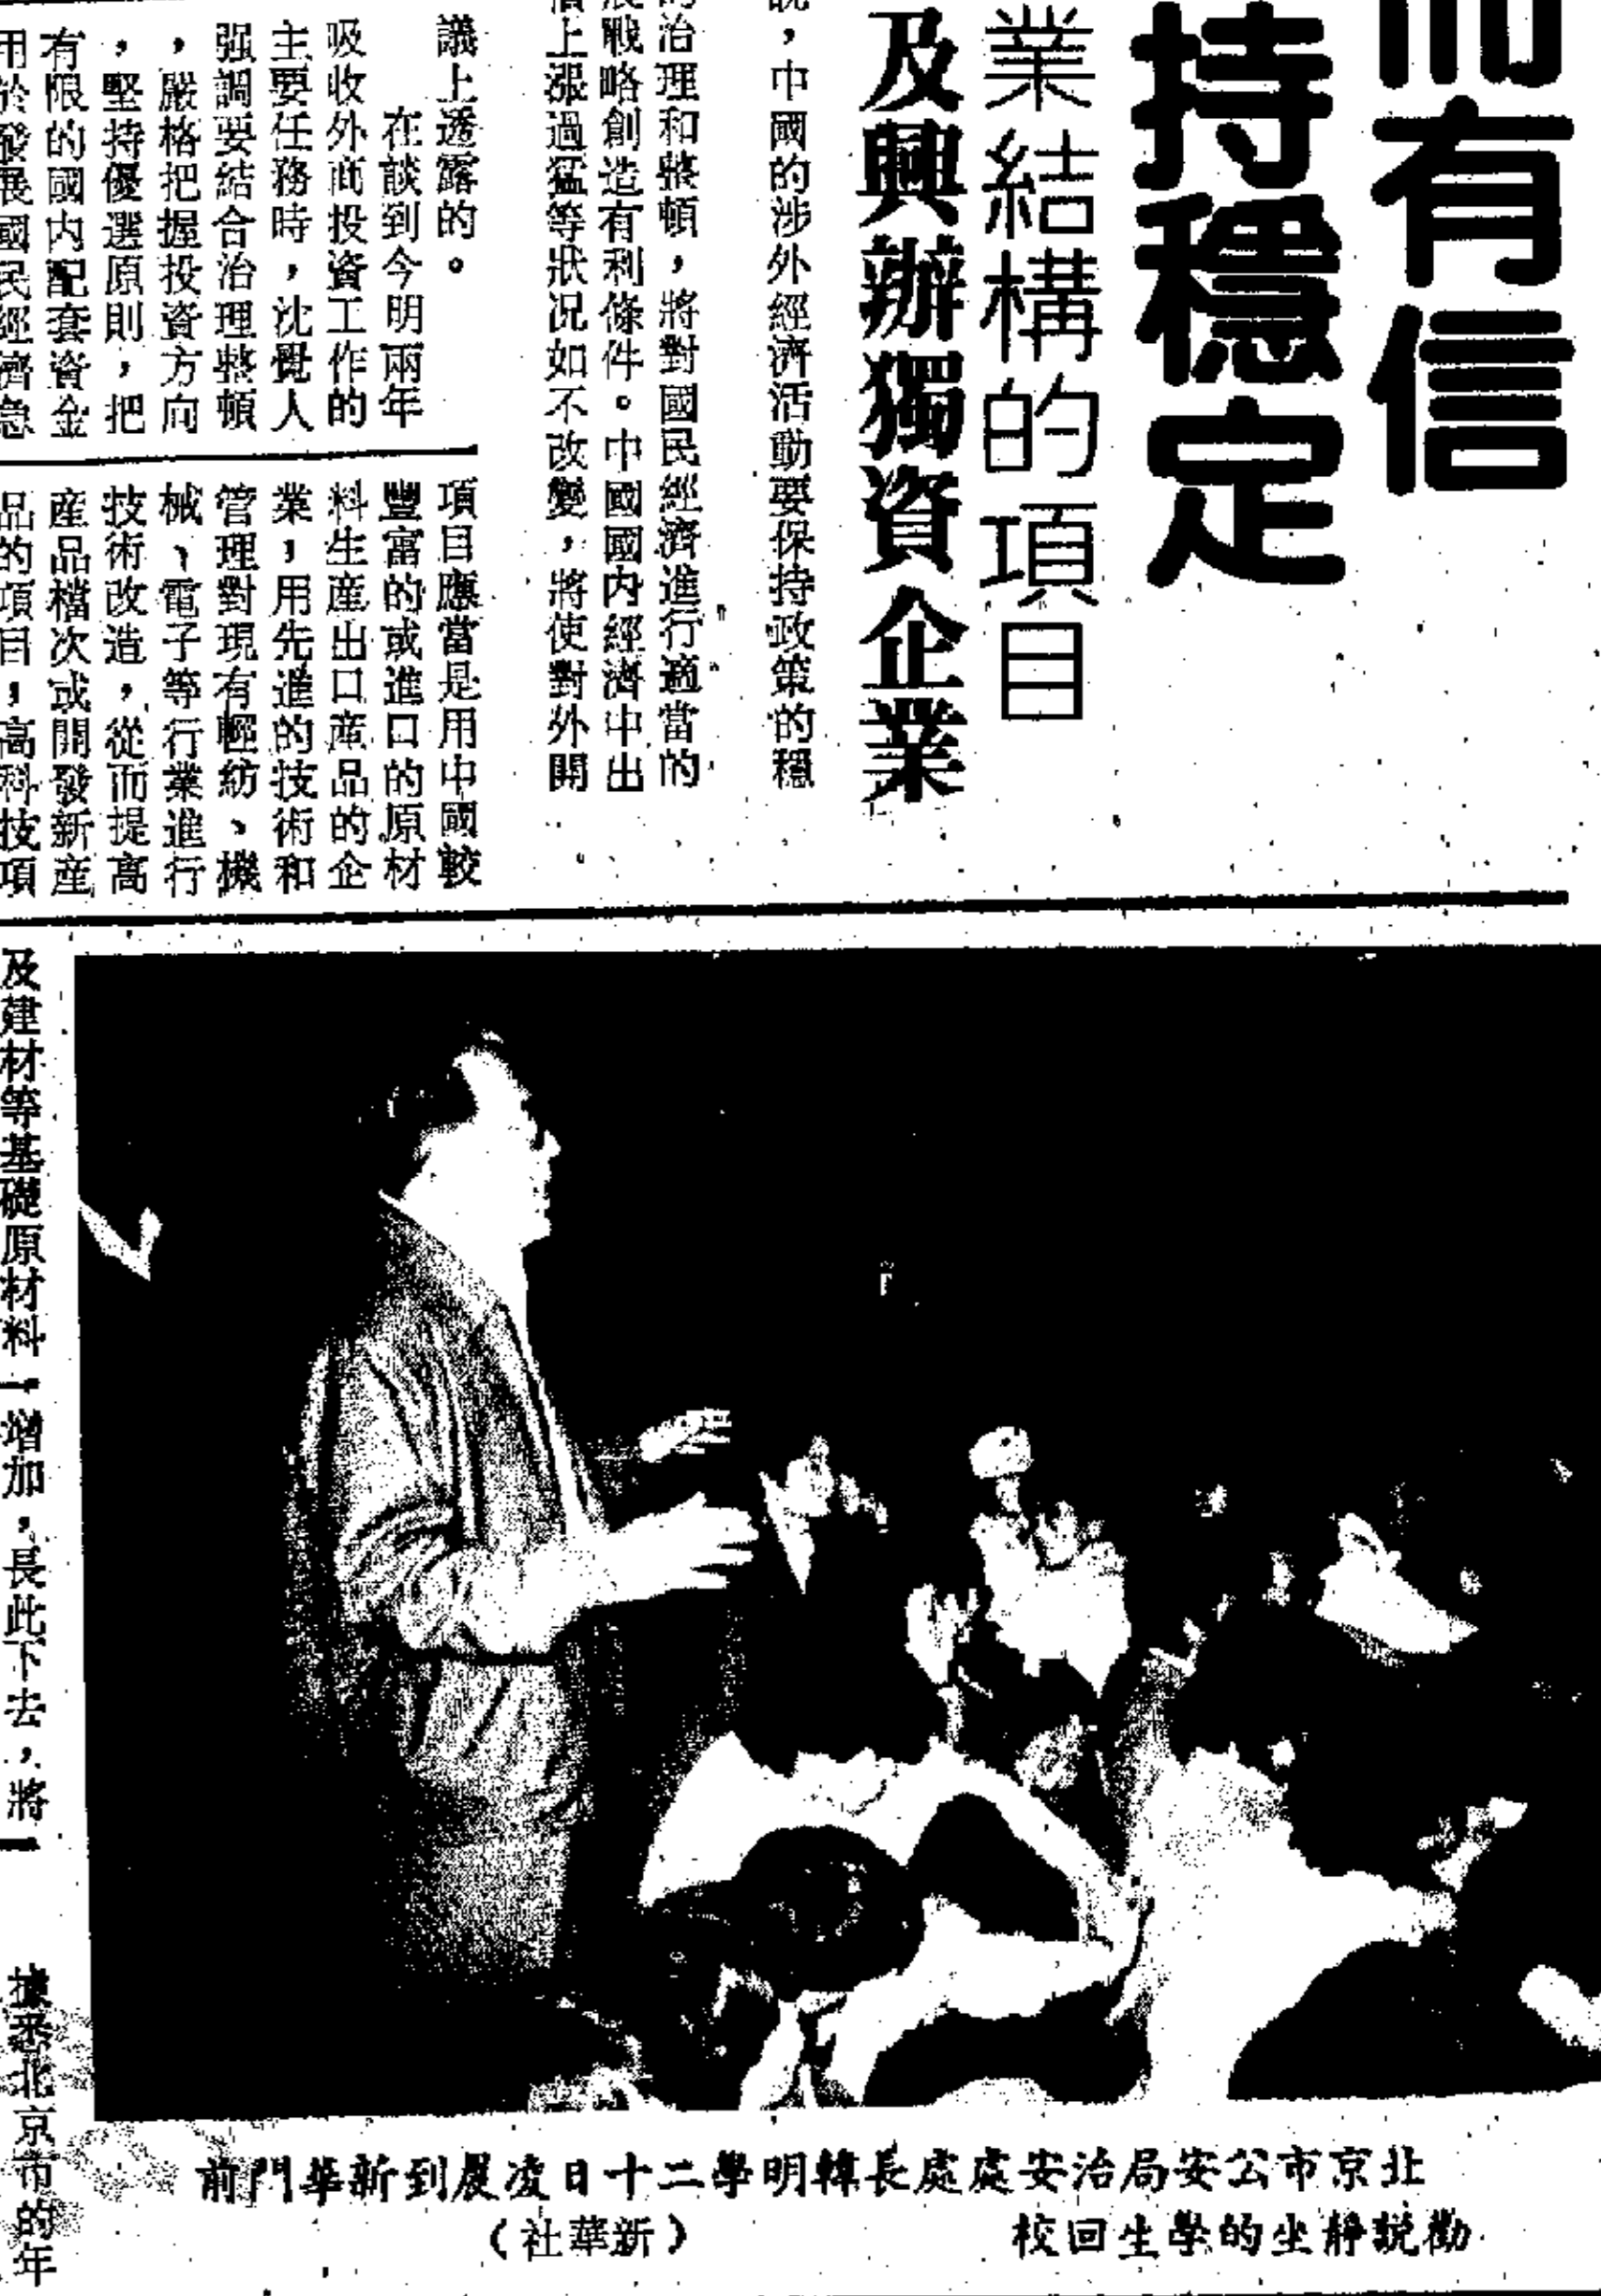 而有信
持穩定
業結構的項目
及興辦獨資企業
，中國的涉外經濟活動要保持政策的穩
治理和整頓，將對國民經濟進行適當的
戰略創造有利條件。中國國內經濟中出
上漲過猛等狀况如不改變，將使對外開
議上透露的。
在談到今明兩年
吸收外商投資工作的
主要任務時，沈覺人
强調要結合治理整頓
，嚴格把握投資方向
，堅持優選原則，把
有限的國内配套資金
用於發展國民經濟急
項目應當是用中國較
豐富的或進口的原材
料生産出口産品的企
業，用先進的技術和
管理對現有輕紡、機
械、電子等行業進行
技術改造，從而提高
産品檔次或開發新産
品的項目，高科技項
及建材等基礎原材料
增加，長此下去，將
據悉北京市的年
北京市公安局治安處處長韓明學二十日凌晨到新華門前
勸説靜坐的學生回校
（新華社）